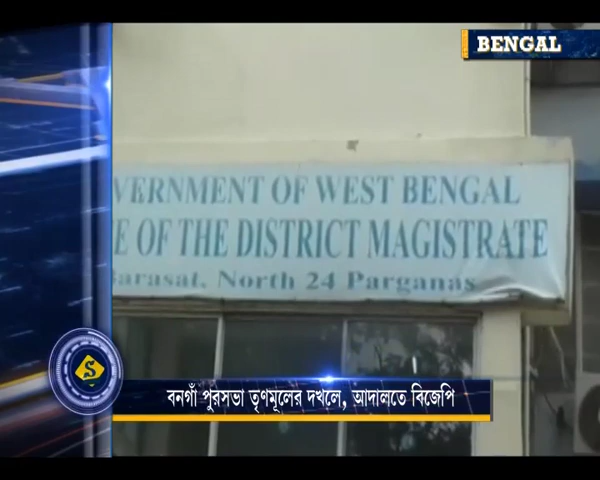 BENGAL
VERNMENT OF WEST BENGAL
E OF THE DISTRICT MAGISTRATE
Barasat, North 24 Parganas
S
বনগাঁ পুরসভা তৃণমূলের দখলে, আদালতে বিজেপি